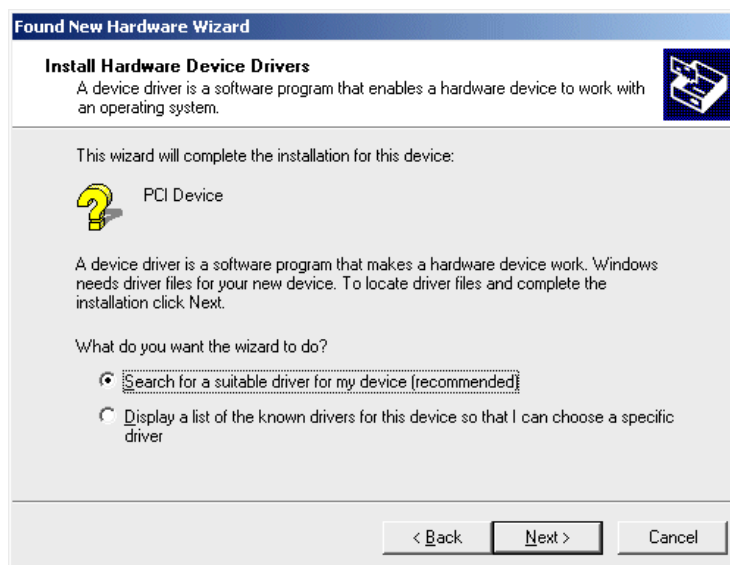 Found New Hardware Wizard
Install Hardware Device Drivers
A device driver is a software program that enables a hardware device to work with
an operating system.
This wizard will complete the installation for this device:
PCI Device
A device driver is a software program that makes a hardware device work. Windows
needs driver files for your new device. To locate driver files and complete the
installation click Next.
What do you want the wizard to do?
Search for a suitable driver for my device (recommended)
Display a list of the known drivers for this device so that I can choose a specific
driver
< Back
Next >
Cancel